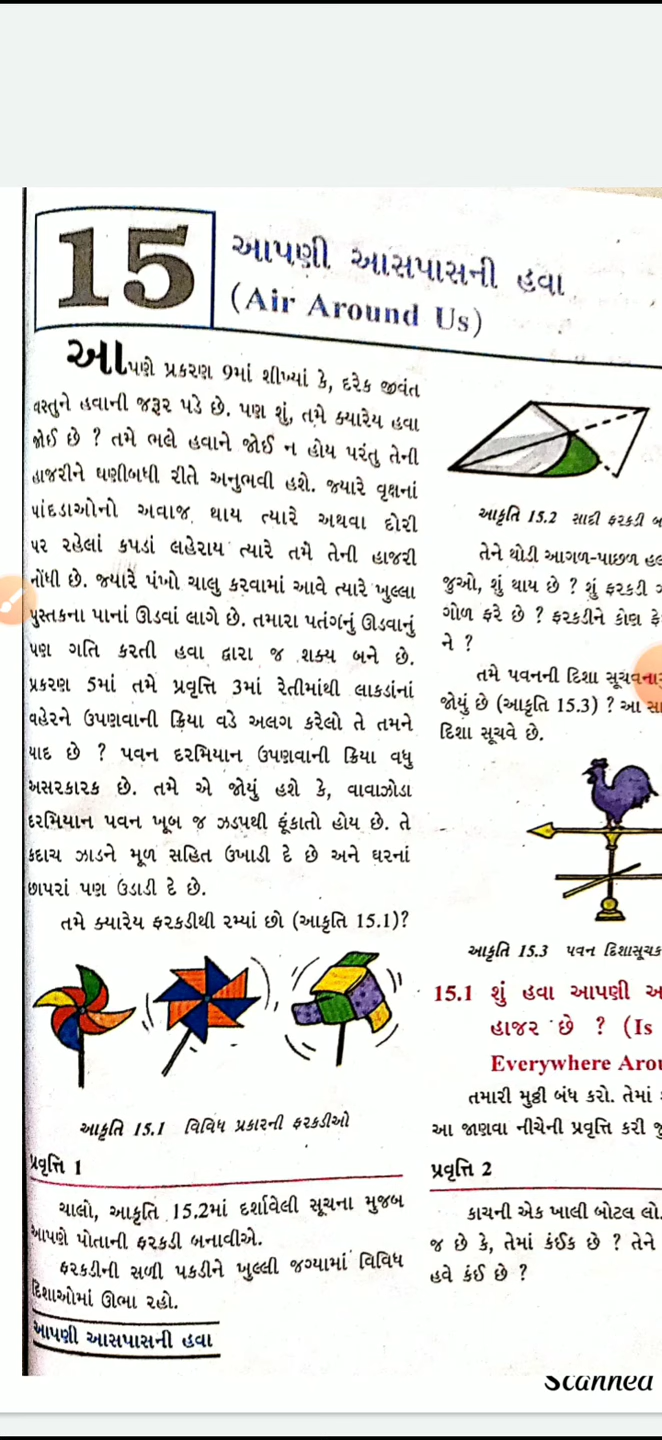 15
આપણી આસપાસની હવા
(Air Around Us)
આપણે પ્રકરણ 9માં શીખ્યાં કે, દરેક જીવંત
વસ્તુને હવાની જરૂર પડે છે. પણ શું, તમે ક્યારેય હવા
જોઈ છે ? તમે ભલે હવાને જોઈ ન હોય પરંતુ તેની
હાજરીને ઘણીબધી રીતે અનુભવી હશે. જ્યારે વૃક્ષનાં
પાંદડાઓનો અવાજ થાય ત્યારે અથવા દોરી
પર રહેલાં કપડાં લહેરાય ત્યારે તમે તેની હાજરી
નોંધી છે. જ્યારે પંખો ચાલુ કરવામાં આવે ત્યારે ખુલ્લા
પુસ્તકના પાનાં ઊડવાં લાગે છે. તમારા પતંગનું ઊડવાનું
પણ ગતિ કરતી હવા દ્વારા જ શક્ય બને છે.
પ્રકરણ 5માં તમે પ્રવૃત્તિ 3માં રેતીમાંથી લાકડાંનાં
વહેરને ઉપણવાની ક્રિયા વડે અલગ કરેલો તે તમને
યાદ છે ? પવન દરમિયાન ઉપણવાની ક્રિયા વધુ
અસરકારક છે. તમે એ જોયું હશે કે, વાવાઝોડા
દરમિયાન પવન ખૂબ જ ઝડપથી ફૂંકાતો હોય છે. તે
કદાચ ઝાડને મૂળ સહિત ઉખાડી દે છે અને ઘરનાં
છાપરાં પણ ઉડાડી દે છે.
તમે ક્યારેય ફરકડીથી રમ્યાં છો (આકૃતિ 15.1)?
આકૃતિ 15.1 વિવિધ પ્રકારની ફરકડીઓ
પ્રવૃત્તિ 1
ચાલો, આકૃતિ 15.2માં દર્શાવેલી સૂચના મુજબ
આપણે પોતાની ફરકડી બનાવીએ.
ફરકડીની સળી પકડીને ખુલ્લી જગ્યામાં વિવિધ
દિશાઓમાં ઊભા રહો.
આપણી આસપાસની હવા
આકૃતિ 15.2 સાદી ફરકડી
તેને થોડી આગળ-પાછળ
જુઓ, શું થાય છે ? શું ફરકડી
ગોળ ફરે છે ? ફરકડીને કોણ
ને ?
તમે પવનની દિશા
જોયું છે (આકૃતિ 15.3) ? આ
દિશા સૂચવે છે.
આકૃતિ 15.3 પવન દિશાસૂચક
15.1 શું હવા આપણી
હાજર છે ? (Is
Everywhere
તમારી મુઠ્ઠી બંધ કરો. તેમાં
આ જાણવા નીચેની પ્રવૃત્તિ કરી
પ્રવૃત્તિ 2
કાચની એક ખાલી બોટલ લો.
જ છે કે, તેમાં કંઈક છે ? તેને
હવે કંઈ છે ?
Scanned